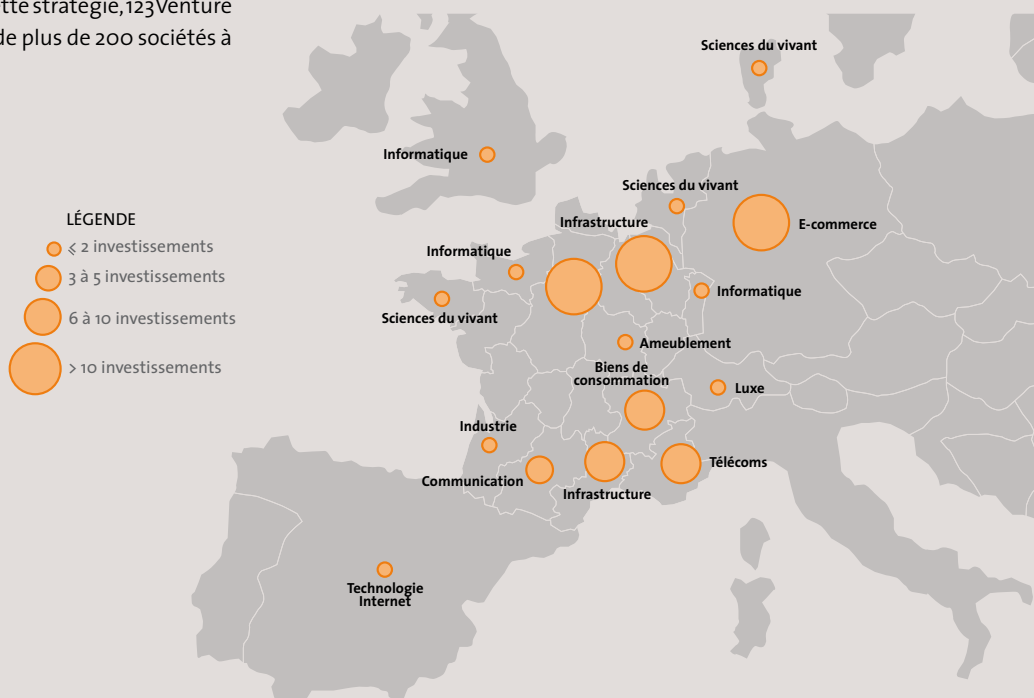 tte stratégie, 123Venture
de plus de 200 sociétés à
Sciences du vivant
Informatique
Sciences du vivant
LÉGENDE
Infrastructure
E-commerce
⩽ 2 investissements
Informatique
3 à 5 investissements
Informatique
6 à 10 investissements
Sciences du vivant
Ameublement
> 10 investissements
Biens de
consommation
Luxe
Industrie
Télécoms
Communication
Infrastructure
Technologie
Internet